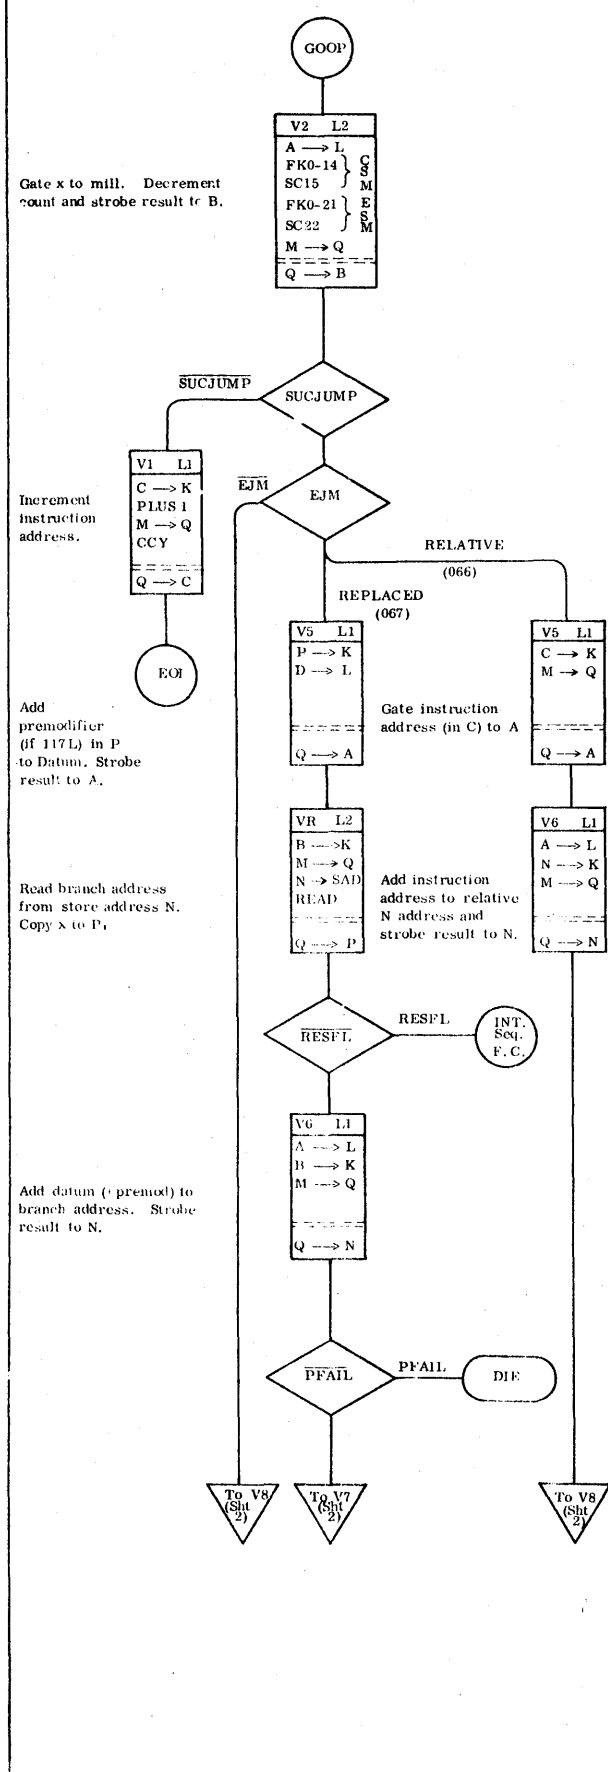 GOOP
V2 L2
A → L
FK0-14
SC15
} CSM
FK0-21
SC22
} ESM
M → Q
Q → B
Gate x to mill. Decrement
count and strobe result to B.
SUCJUMP
SUCJUMP
V1 L1
C → K
PLUS 1
M → Q
CCY
Q → C
Increment
instruction
address.
EOI
EJM
EJM
RELATIVE
(066)
REPLACED
(067)
V5 L1
P → K
D → L
Q → A
V5 L1
C → K
M → Q
Q → A
Gate instruction
address (in C) to A
Add
premodifier
(if 117L) in P
to Datum. Strobe
result to A.
VR L2
B → K
M → Q
N → SAD
READ
Q → P
V6 L1
A → L
N → K
M → Q
Q → N
Add instruction
address to relative
N address and
strobe result to N.
Read branch address
from store address N.
Copy x to P.
RESFL
RESFL
INT.
Seq.
F.C.
V6 L1
A → L
B → K
M → Q
Q → N
Add datum (+ premod) to
branch address. Strobe
result to N.
PFAIL
PFAIL
DIE
To V8
(Sht
2)
To V7
(Sht
2)
To V8
(Sht
2)